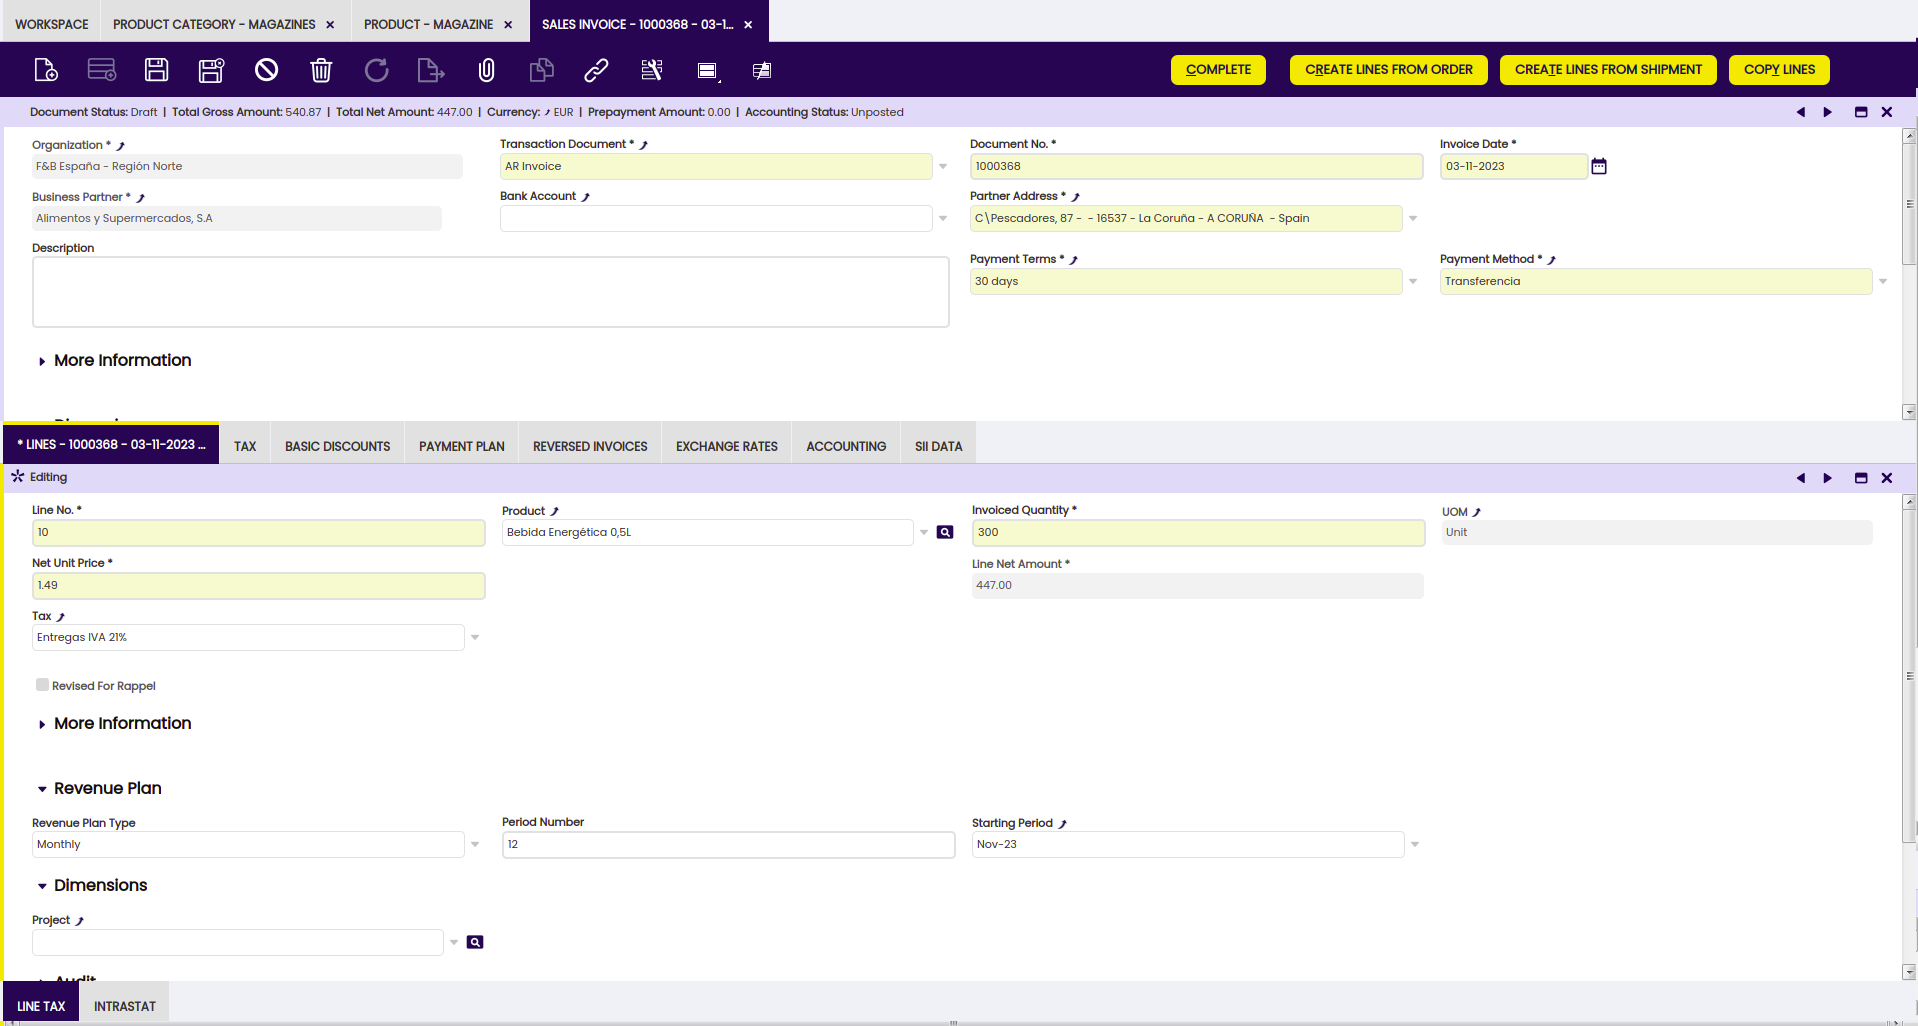 WORKSPACE PRODUCT CATEGORY - MAGAZINES × PRODUCT - MAGAZINE × SALES INVOICE - 1000368 - 03-1... ×
COMPLETE CREATE LINES FROM ORDER CREATE LINES FROM SHIPMENT COPY LINES
Document Status: Draft | Total Gross Amount: 540.87 | Total Net Amount: 447.00 | Currency: EUR | Prepayment Amount: 0.00 | Accounting Status: Unposted
Organization * Transaction Document * Document No. * Invoice Date *
F&B España - Región Norte AR Invoice 1000368 03-11-2023
Business Partner * Bank Account Partner Address *
Alimentos y Supermercados, S.A C\Pescadores, 87 - - 16537 - La Coruña - A CORUÑA - Spain
Description Payment Terms * Payment Method *
30 days Transferencia
More Information
* LINES - 1000368 - 03-11-2023 ... TAX BASIC DISCOUNTS PAYMENT PLAN REVERSED INVOICES EXCHANGE RATES ACCOUNTING SII DATA
Editing
Line No. * Product Invoiced Quantity * UOM
10 Bebida Energética 0,5L 300 Unit
Net Unit Price * Line Net Amount *
1.49 447.00
Tax
Entregas IVA 21%
Revised For Rappel
More Information
Revenue Plan
Revenue Plan Type Period Number Starting Period
Monthly 12 Nov-23
Dimensions
Project
Audit
LINE TAX INTRASTAT